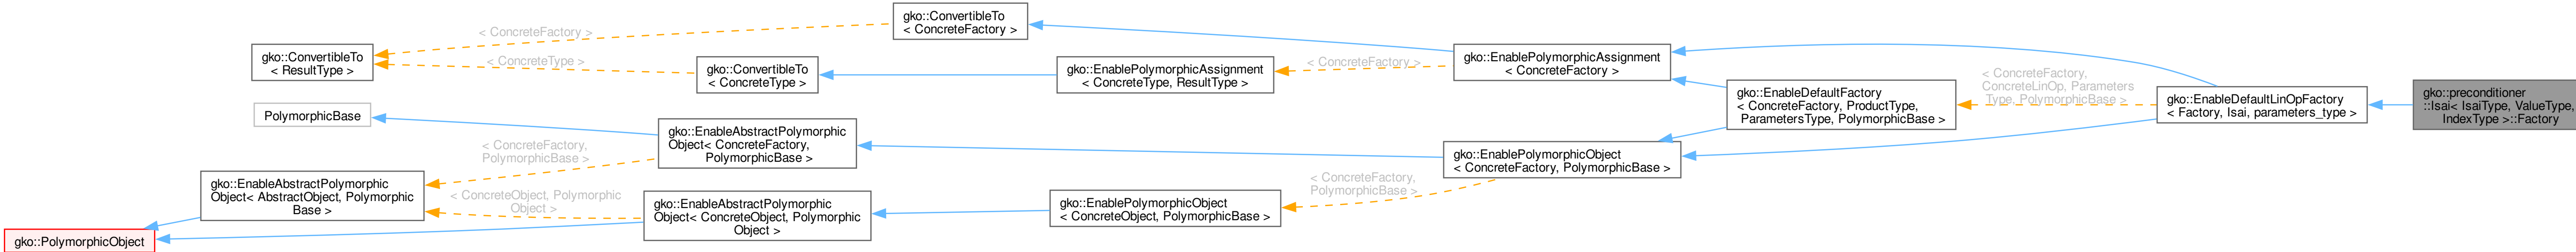 gko::ConvertibleTo
< ConcreteFactory >
< ConcreteFactory >
gko::ConvertibleTo
< ResultType >
< ConcreteType >
gko::ConvertibleTo
< ConcreteType >
gko::EnablePolymorphicAssignment
< ConcreteType, ResultType >
< ConcreteFactory >
gko::EnablePolymorphicAssignment
< ConcreteFactory >
gko::EnableDefaultFactory
< ConcreteFactory, ProductType,
ParametersType, PolymorphicBase >
< ConcreteFactory,
ConcreteLinOp, Parameters
Type, PolymorphicBase >
gko::EnableDefaultLinOpFactory
< Factory, Isai, parameters_type >
gko::preconditioner
::Isai< IsaiType, ValueType,
IndexType >::Factory
PolymorphicBase
gko::EnableAbstractPolymorphic
Object< ConcreteFactory,
PolymorphicBase >
< ConcreteFactory,
PolymorphicBase >
gko::EnablePolymorphicObject
< ConcreteFactory, PolymorphicBase >
gko::EnableAbstractPolymorphic
Object< AbstractObject, Polymorphic
Base >
< ConcreteObject, Polymorphic
Object >
gko::EnableAbstractPolymorphic
Object< ConcreteObject, Polymorphic
Object >
gko::EnablePolymorphicObject
< ConcreteObject, PolymorphicBase >
< ConcreteFactory,
PolymorphicBase >
gko::PolymorphicObject